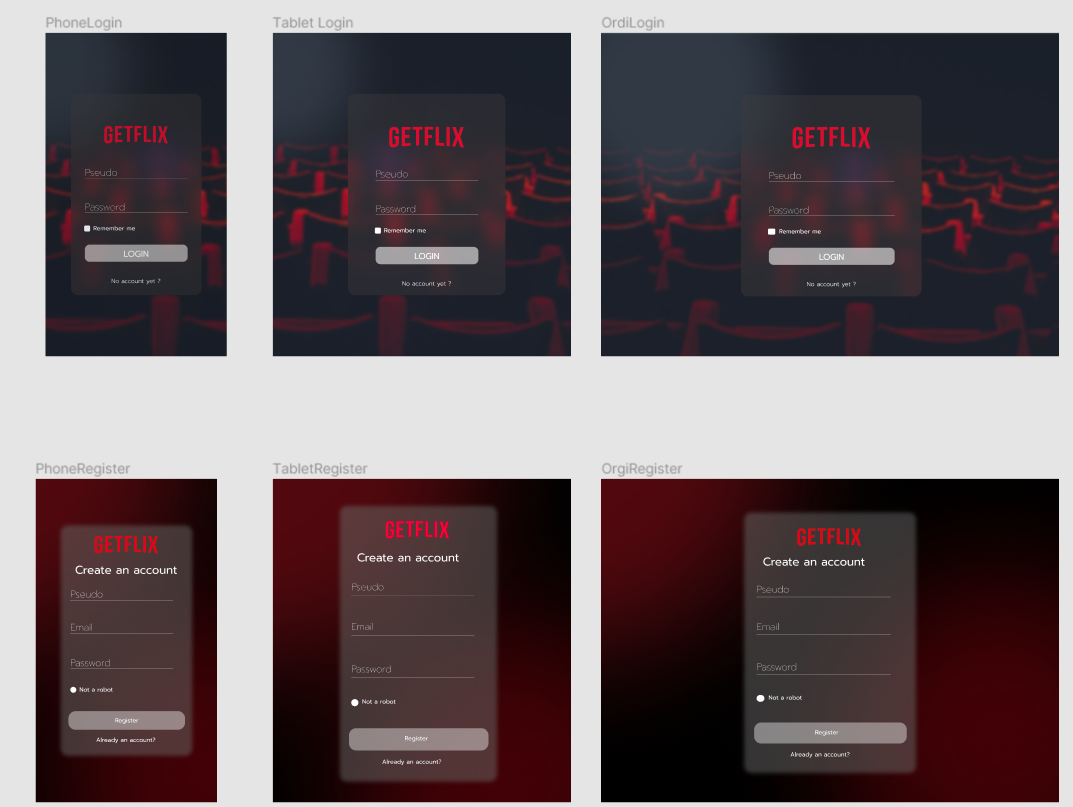 PhoneLogin
GETFLIX
Pseudo
Password
Remember me
LOGIN
No account yet ?
Tablet Login
GETFLIX
Pseudo
Password
Remember me
LOGIN
No account yet ?
OrdiLogin
GETFLIX
Pseudo
Password
Remember me
LOGIN
No account yet ?
PhoneRegister
GETFLIX
Create an account
Pseudo
Email
Password
Not a robot
Register
Already an account?
TabletRegister
GETFLIX
Create an account
Pseudo
Email
Password
Not a robot
Register
Already an account?
OrgiRegister
GETFLIX
Create an account
Pseudo
Email
Password
Not a robot
Register
Already an account?